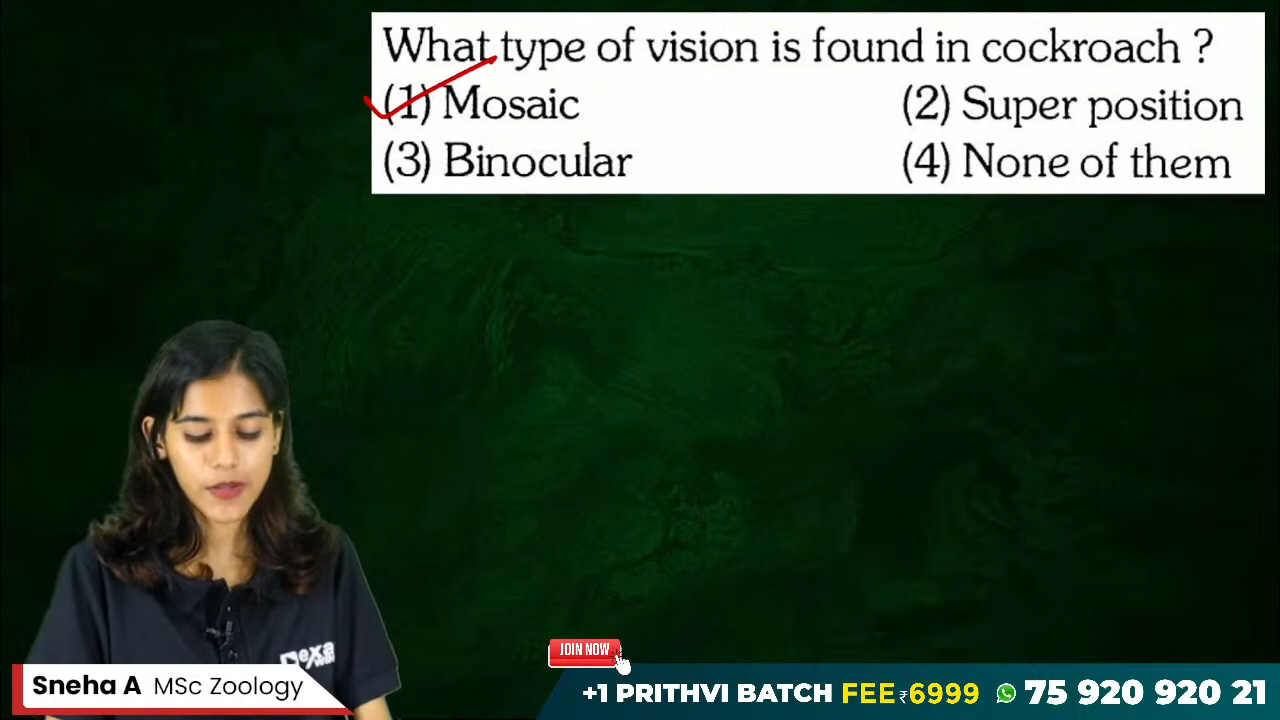 What type of vision is found in cockroach ?
(1) Mosaic (2) Super position
(3) Binocular (4) None of them
exa
Sneha A MSc Zoology
JOIN NOW
+1 PRITHVI BATCH FEE ₹6999 75 920 920 21